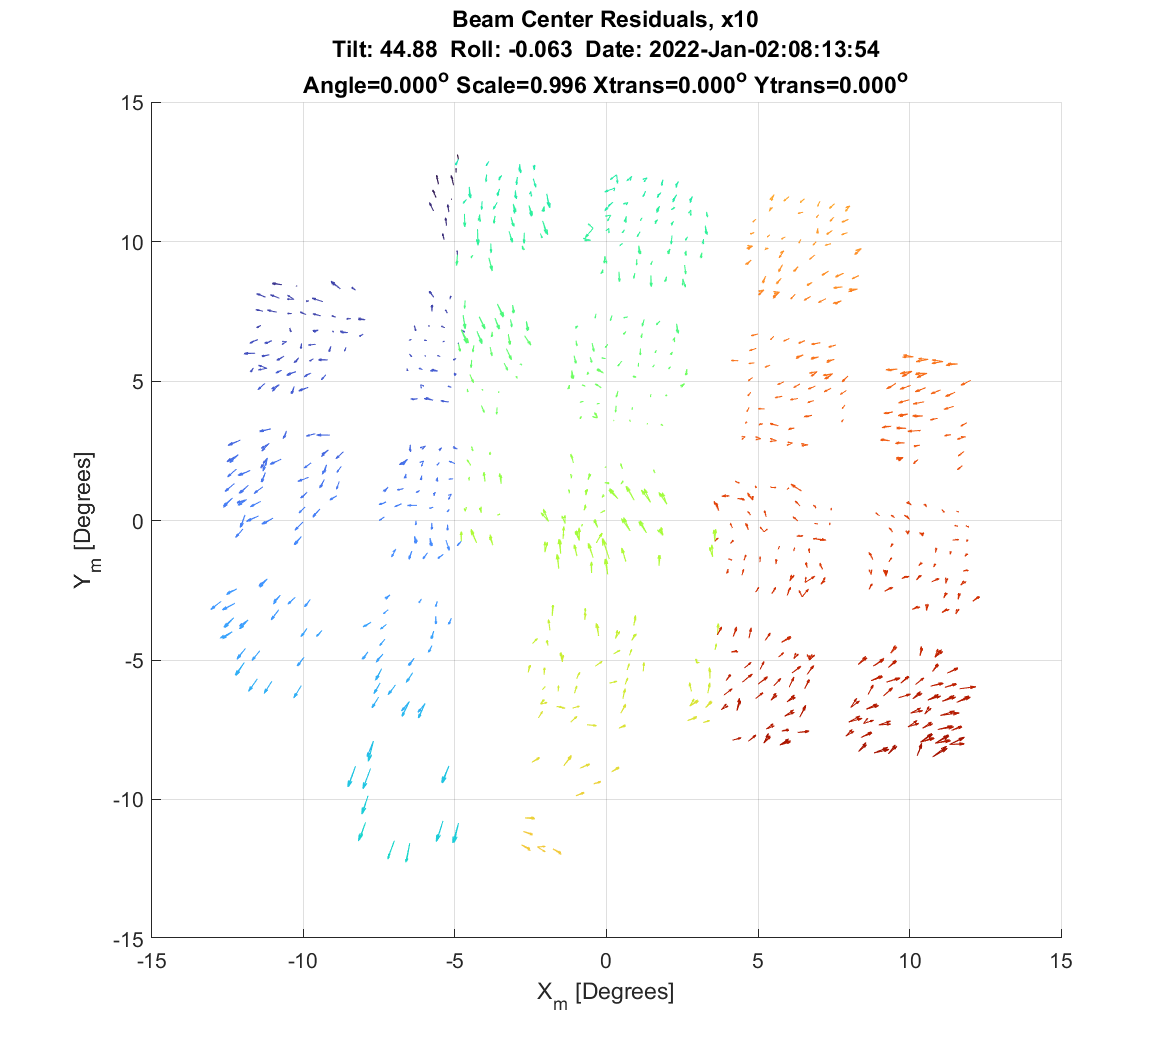 Beam Center Residuals, x10
Tilt: 44.88 Roll: -0.063 Date: 2022-Jan-02:08:13:54
Angle=0.000° Scale=0.996 Xtrans=0.000° Ytrans=0.000°
15
10
5
0
-5
-10
-15
Y_m [Degrees]
-15 -10 -5 0 5 10 15
X_m [Degrees]